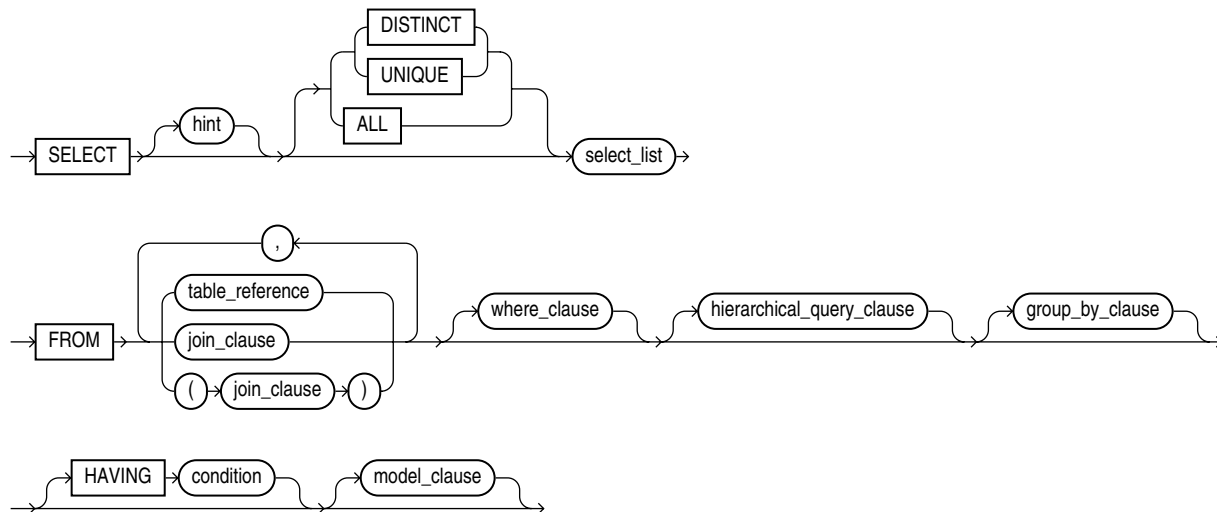 DISTINCT
UNIQUE
ALL
SELECT hint select_list
,
table_reference
FROM join_clause where_clause hierarchical_query_clause group_by_clause
( join_clause )
HAVING condition model_clause